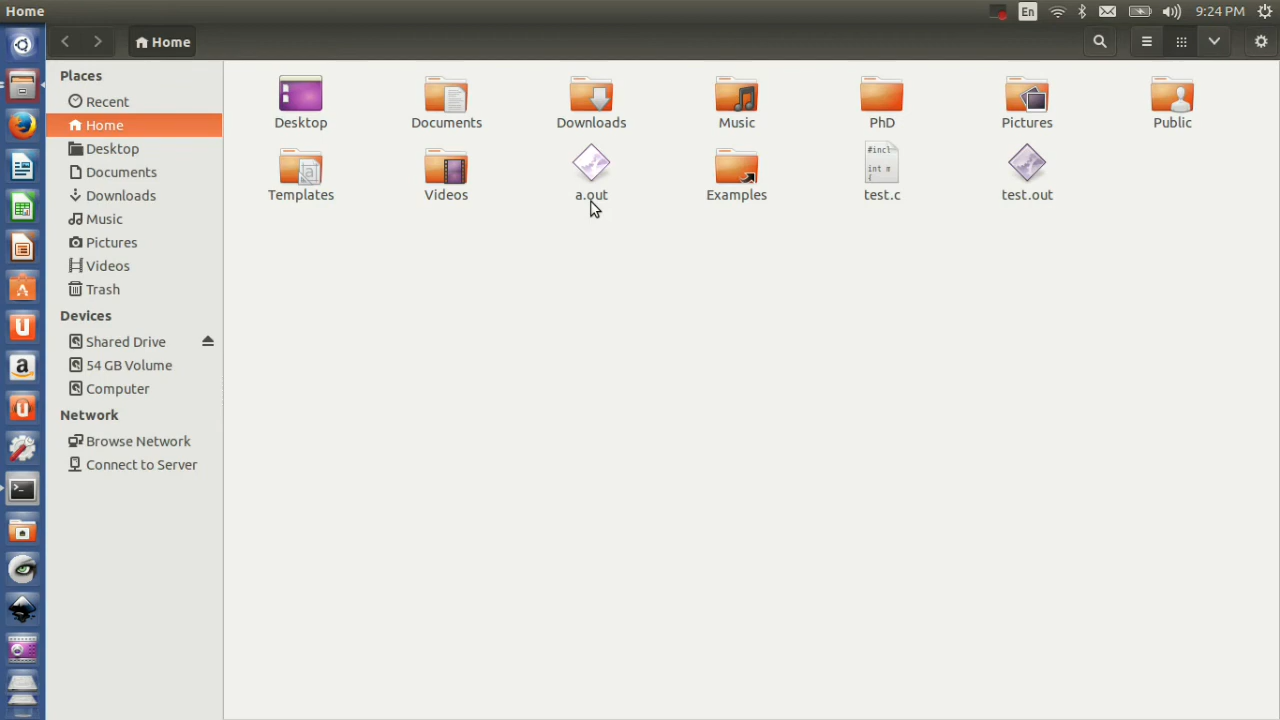 Home
En
9:24 PM
Home
Places
Recent
Home
Desktop
Documents
Downloads
Music
Pictures
Videos
Trash
Devices
Shared Drive
54 GB Volume
Computer
Network
Browse Network
Connect to Server
Desktop
Documents
Downloads
Music
PhD
Pictures
Public
Templates
Videos
a.out
Examples
test.c
test.out
#incl
int m
{